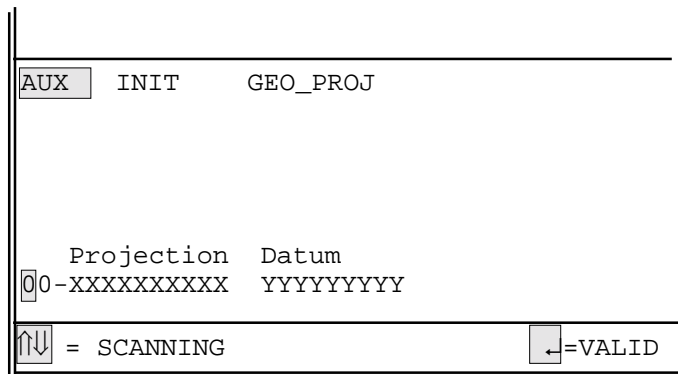 AUX INIT GEO_PROJ
Projection Datum
00-XXXXXXXXXX YYYYYYYYY
⇑⇓ = SCANNING ↵=VALID